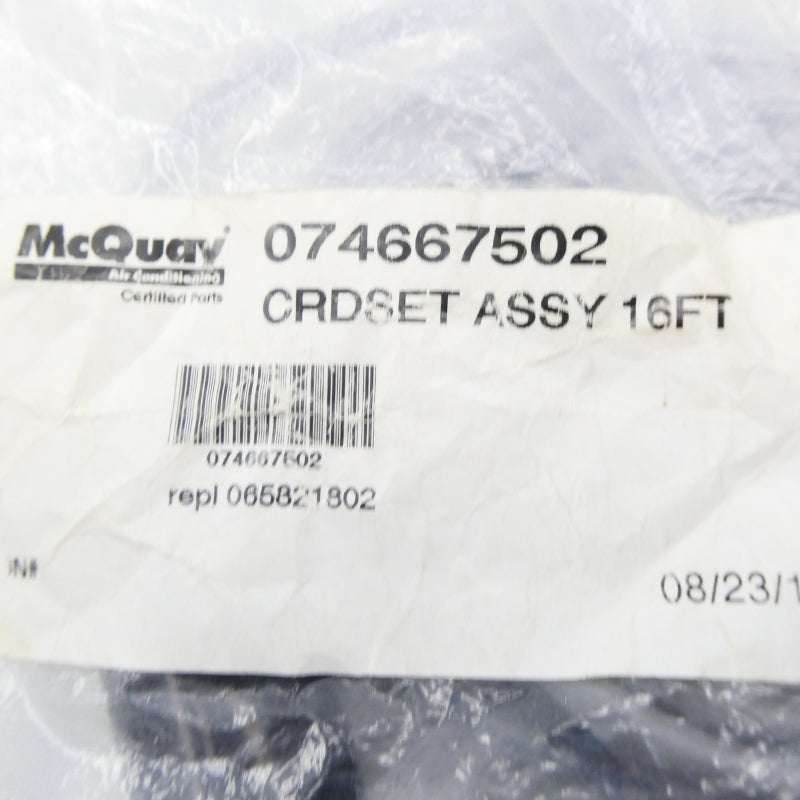 McQuay 074667502
Air Conditioning
Certified Parts
CRDSET ASSY 16FT
074667502
repl 065821802
08/23/1